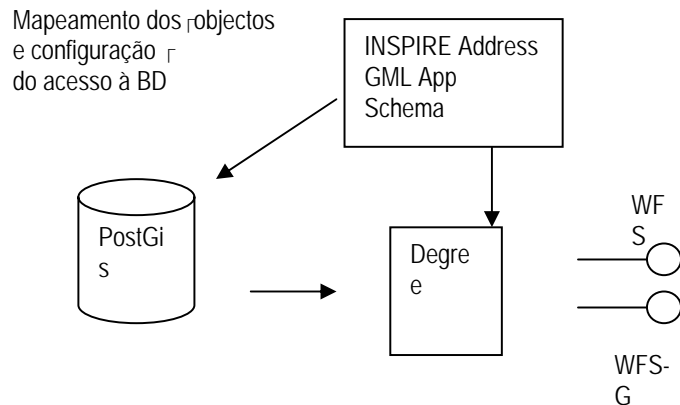 Mapeamento dos ┌objectos
e configuração ┌
do acesso à BD
INSPIRE Address
GML App
Schema
PostGi
s
Degre
e
WF
S
WFS-
G